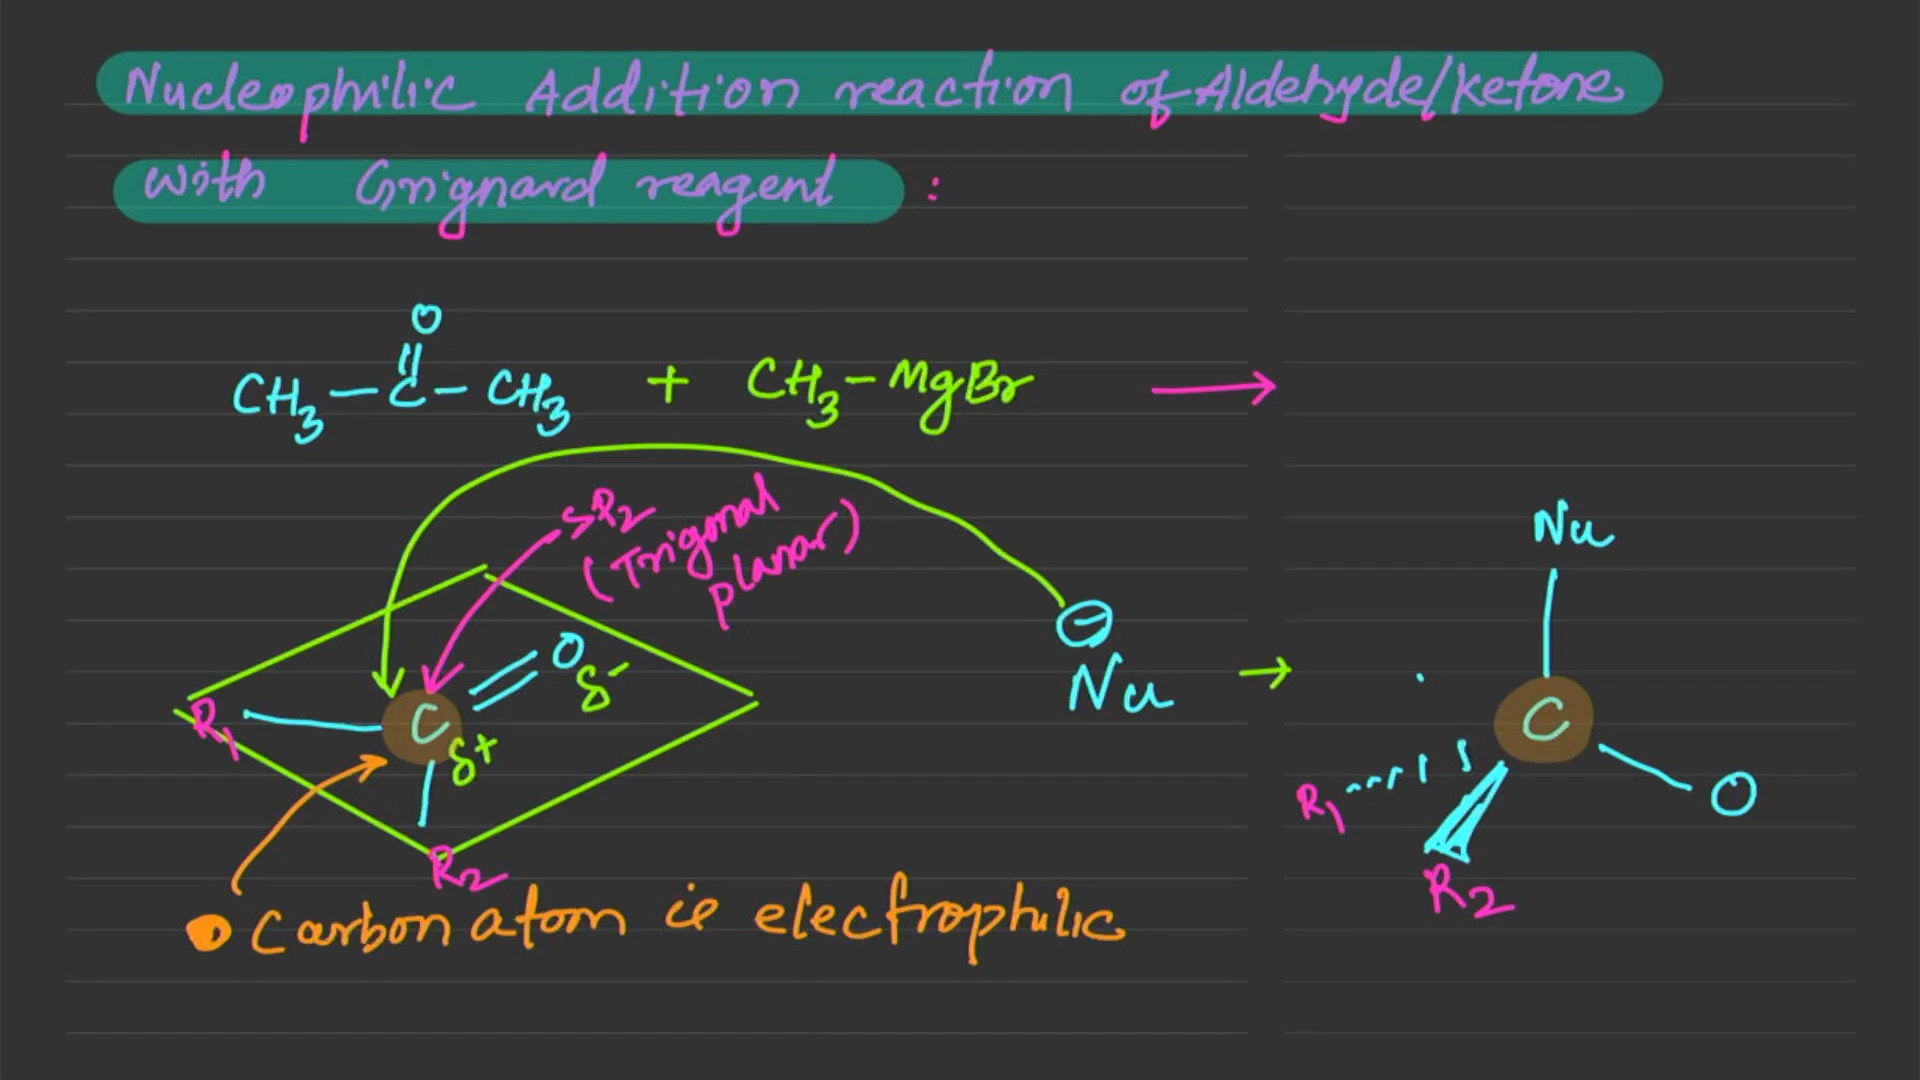 Nucleophilic Addition reaction of Aldehyde/ketone
with Grignard reagent :
O
CH3—C—CH3 + CH3-MgBr →
SP2
(Trigonal
planar)
Nu
⊖
O
δ-
Nu →
R1 C
C
δ+
R1
O
R2
R2
Carbon atom is electrophilic